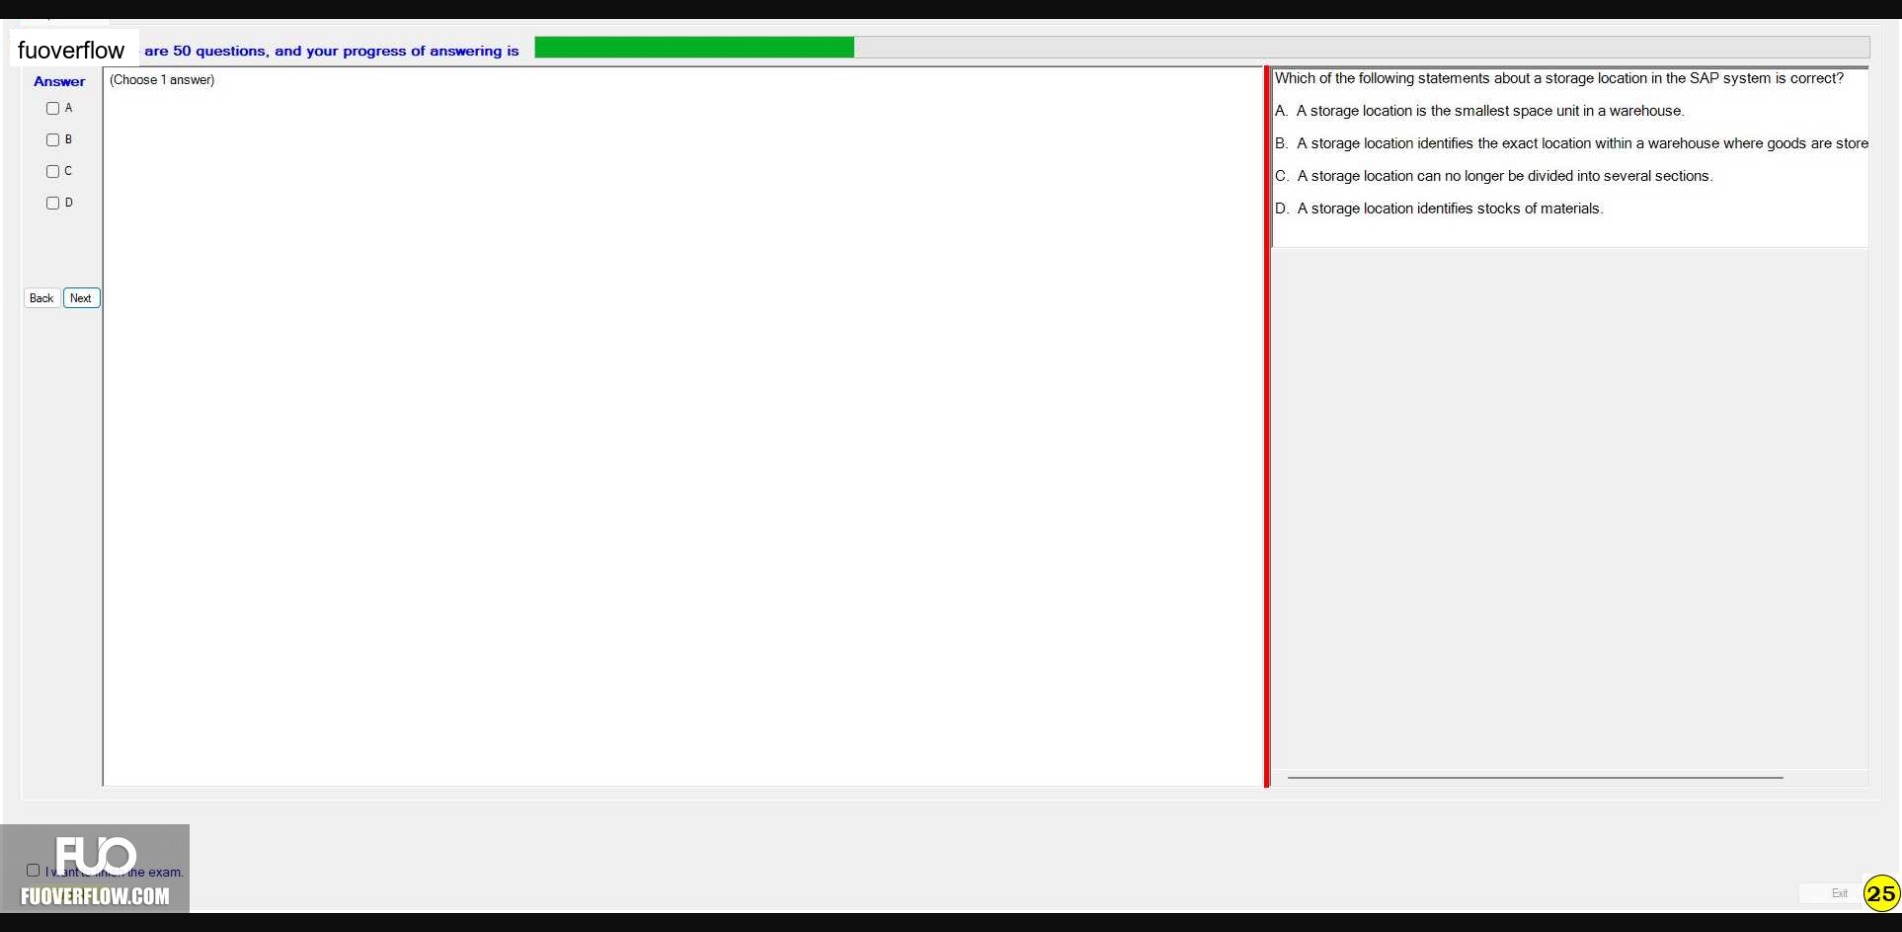 fuoverflow are 50 questions, and your progress of answering is
Answer
(Choose 1 answer)
A
B
C
D
Back Next
Which of the following statements about a storage location in the SAP system is correct?
A. A storage location is the smallest space unit in a warehouse.
B. A storage location identifies the exact location within a warehouse where goods are store
C. A storage location can no longer be divided into several sections.
D. A storage location identifies stocks of materials.
FUO
I want to finish the exam.
FUOVERFLOW.COM
Exit
25